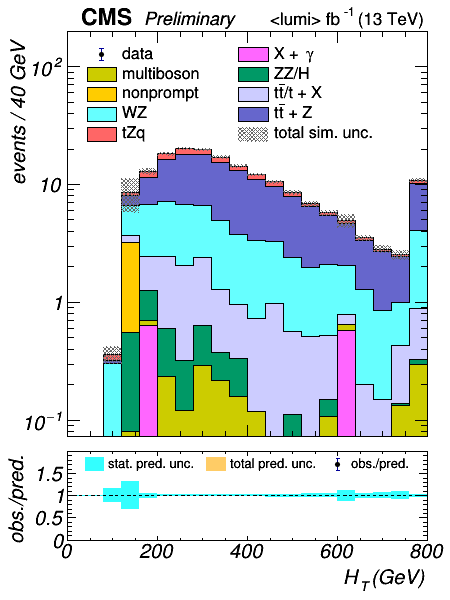 CMS Preliminary <lumi> fb⁻¹ (13 TeV)
events / 40 GeV
10²
10
1
10⁻¹
data
multiboson
nonprompt
WZ
tZq
X + γ
ZZ/H
tt̄/t + X
tt̄ + Z
total sim. unc.
obs./pred.
1.5
1
0.5
0
stat. pred. unc. total pred. unc. obs./pred.
0 200 400 600 800
H_T (GeV)